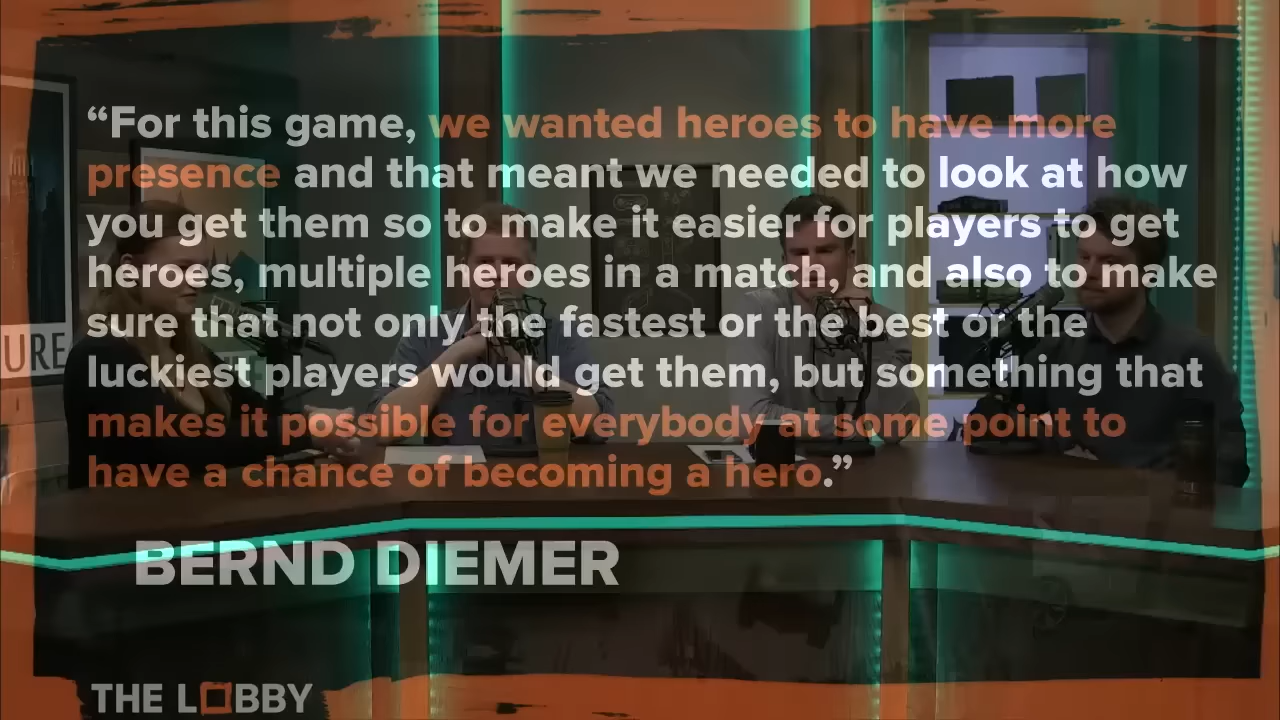 “For this game, we wanted heroes to have more
presence and that meant we needed to look at how
you get them so to make it easier for players to get
heroes, multiple heroes in a match, and also to make
sure that not only the fastest or the best or the
luckiest players would get them, but something that
makes it possible for everybody at some point to
have a chance of becoming a hero.”
URE
BERND DIEMER
THE LOBBY